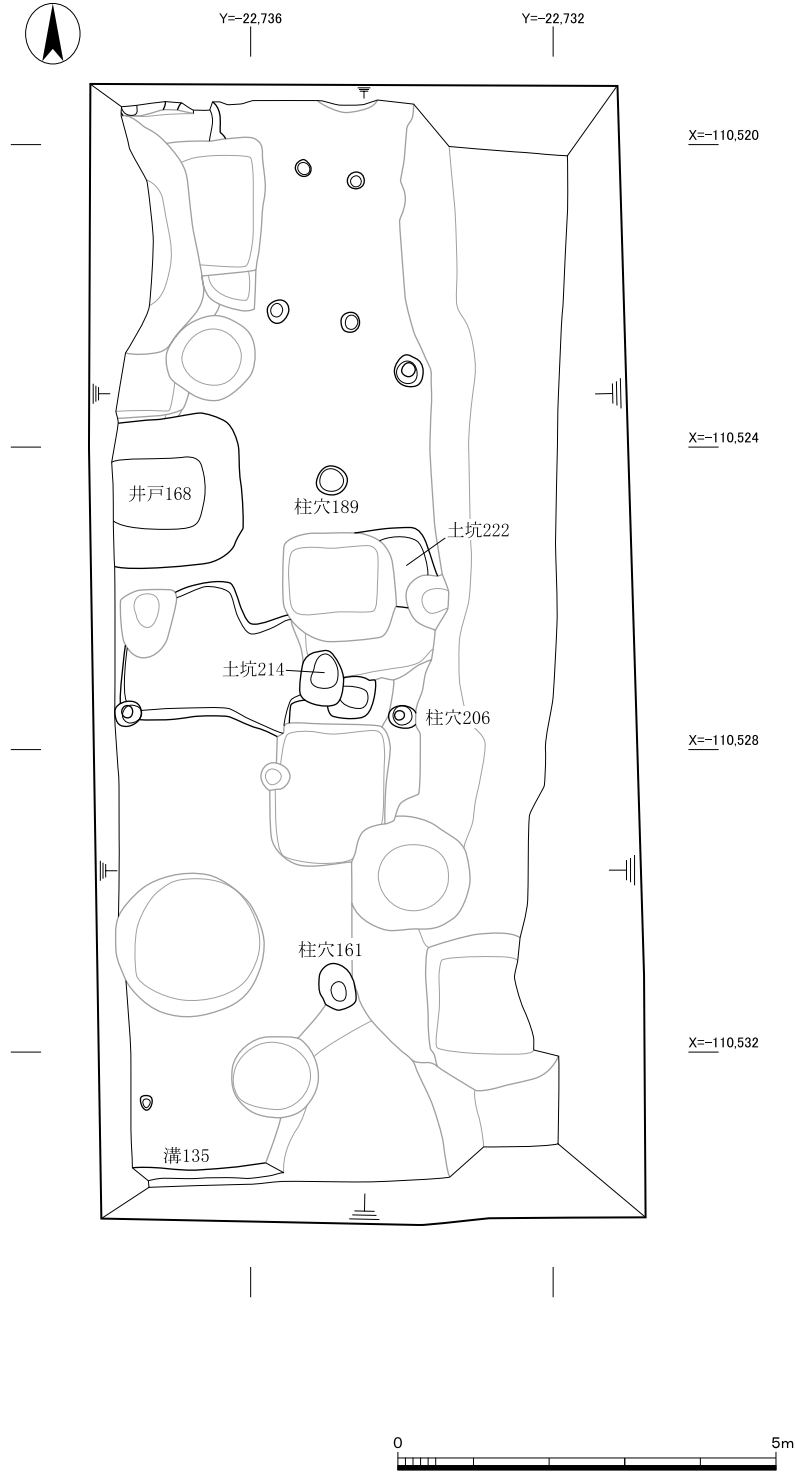 Y=-22,736
Y=-22,732
X=-110,520
X=-110,524
井戸168
柱穴189
土坑222
土坑214
柱穴206
X=-110,528
柱穴161
X=-110,532
溝135
0
5m